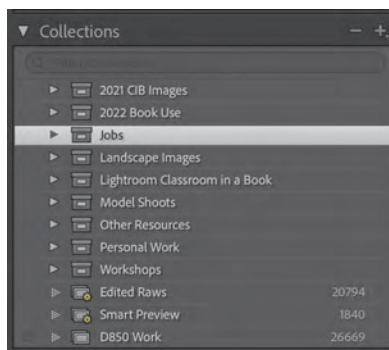 Collections
2021 CIB Images
2022 Book Use
Jobs
Landscape Images
Lightroom Classroom in a Book
Model Shoots
Other Resources
Personal Work
Workshops
Edited Raws 20794
Smart Preview 1840
D850 Work 26669